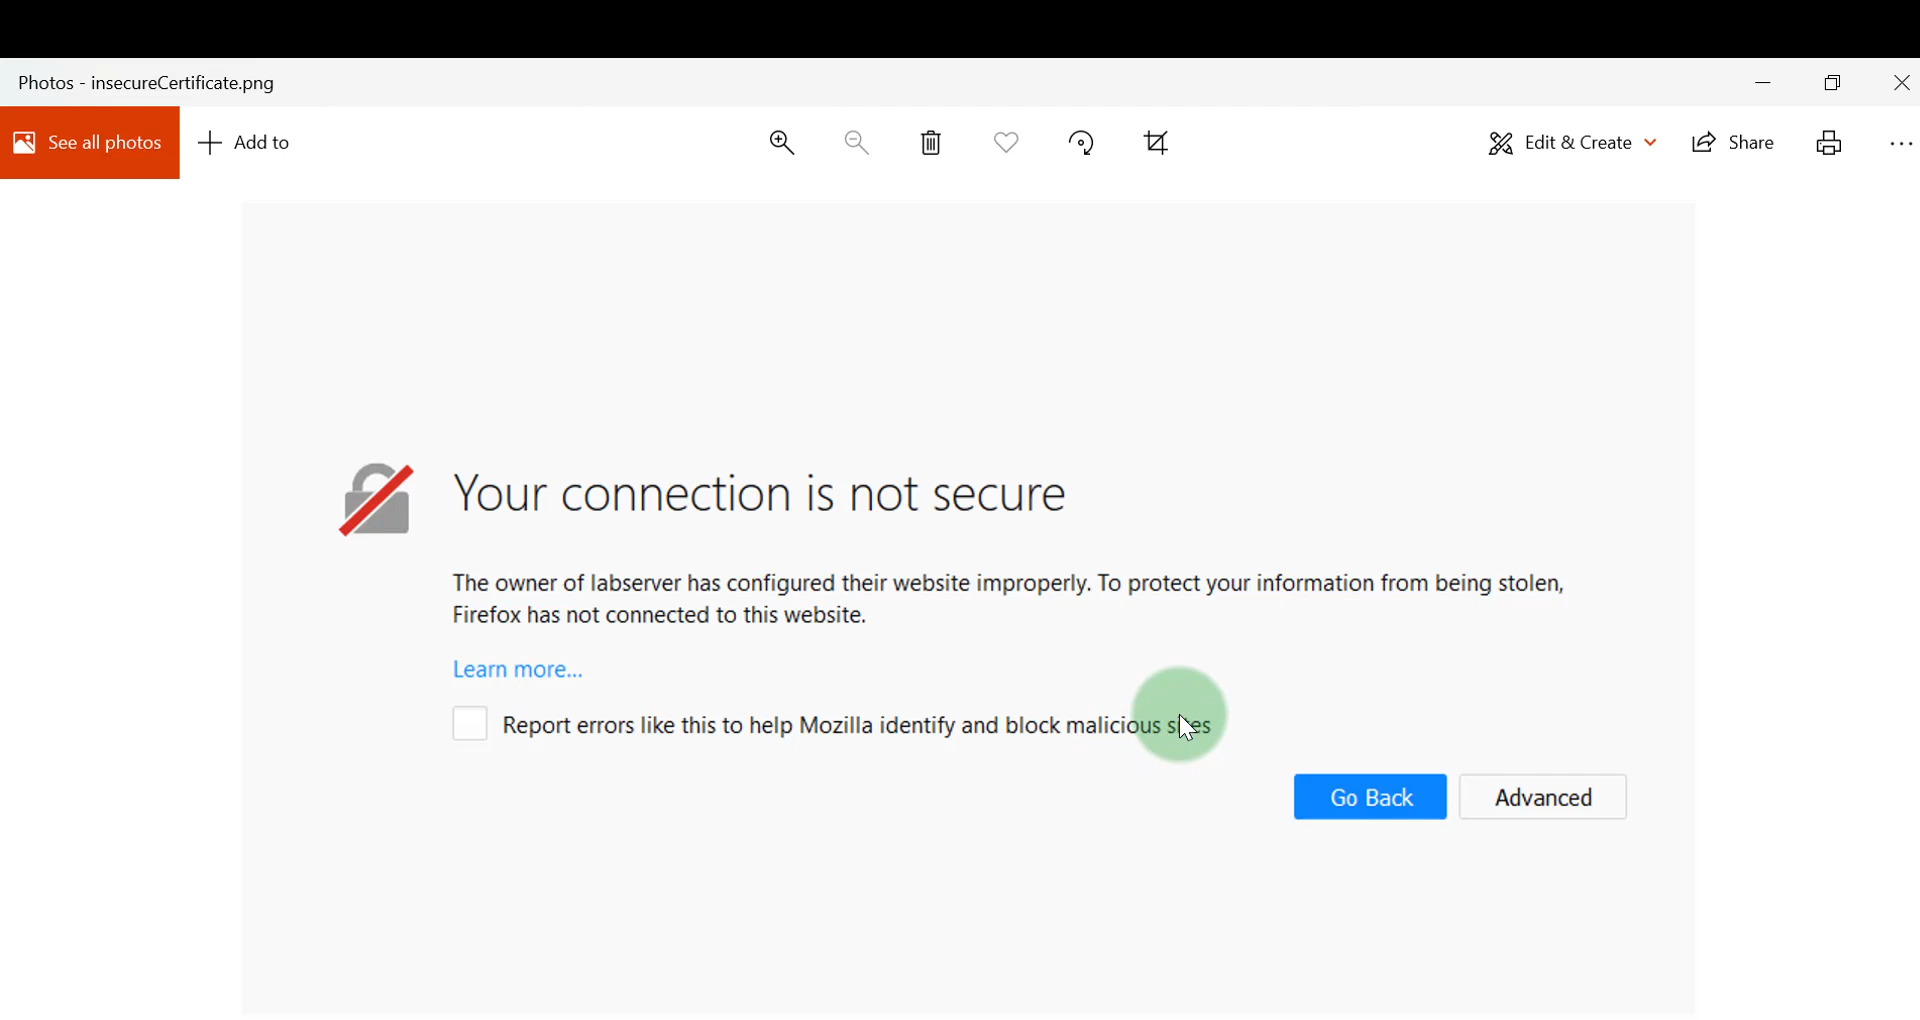 Photos - insecureCertificate.png
See all photos
Add to
Edit & Create
Share
Your connection is not secure
The owner of labserver has configured their website improperly. To protect your information from being stolen,
Firefox has not connected to this website.
Learn more...
Report errors like this to help Mozilla identify and block malicious sites
Go Back
Advanced